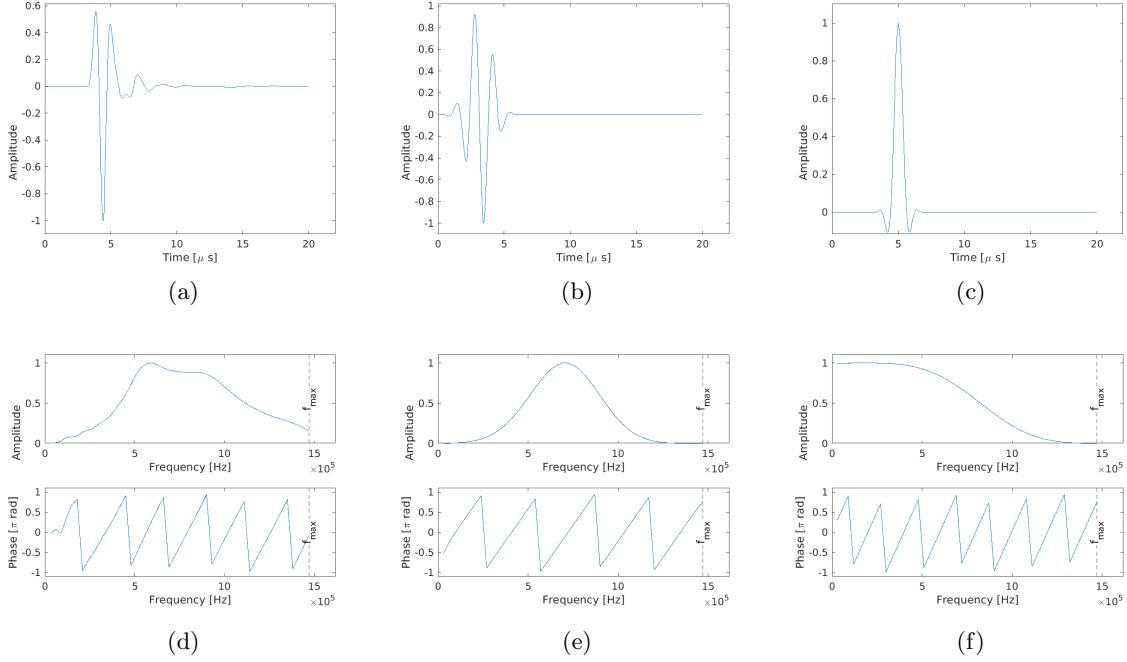 0.6
0.4
0.2
0
-0.2
-0.4
-0.6
-0.8
-1
Amplitude
0 5 10 15 20
Time [μ s]
(a)
1
0.8
0.6
0.4
0.2
0
-0.2
-0.4
-0.6
-0.8
-1
Amplitude
0 5 10 15 20
Time [μ s]
(b)
1
0.8
0.6
0.4
0.2
0
Amplitude
0 5 10 15 20
Time [μ s]
(c)
1
0.5
0
Amplitude
f_max
0 5 10 15
Frequency [Hz]
×10^5
1
0.5
0
-0.5
-1
Phase [π rad]
f_max
0 5 10 15
Frequency [Hz]
×10^5
(d)
1
0.5
0
Amplitude
f_max
0 5 10 15
Frequency [Hz]
×10^5
1
0.5
0
-0.5
-1
Phase [π rad]
f_max
0 5 10 15
Frequency [Hz]
×10^5
(e)
1
0.5
0
Amplitude
f_max
0 5 10 15
Frequency [Hz]
×10^5
1
0.5
0
-0.5
-1
Phase [π rad]
f_max
0 5 10 15
Frequency [Hz]
×10^5
(f)